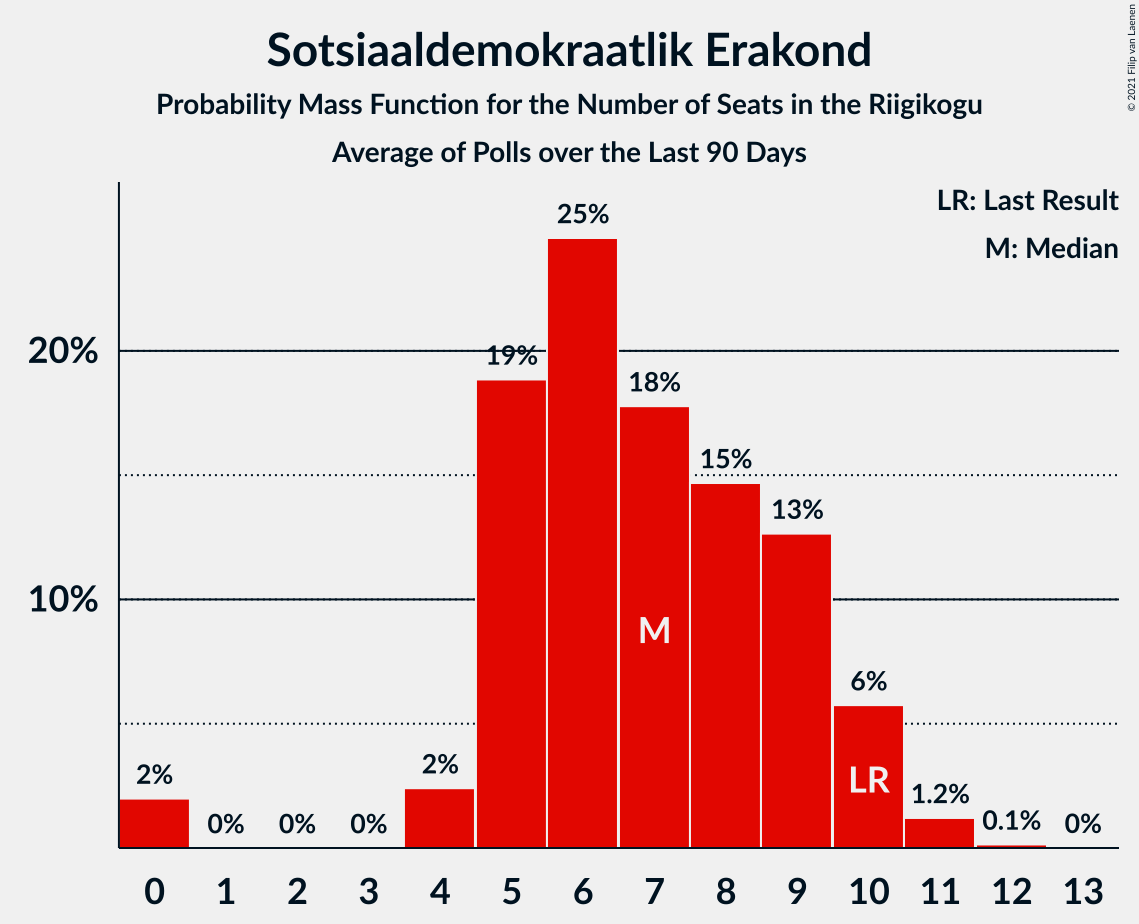 Sotsiaaldemokraatlik Erakond
Probability Mass Function for the Number of Seats in the Riigikogu
Average of Polls over the Last 90 Days
© 2021 Filip van Laenen
LR: Last Result
M: Median
25%
20%
19%
18%
15%
13%
10%
M
6%
LR
2%
2%
1.2%
0.1%
0%
0%
0%
0%
0 1 2 3 4 5 6 7 8 9 10 11 12 13